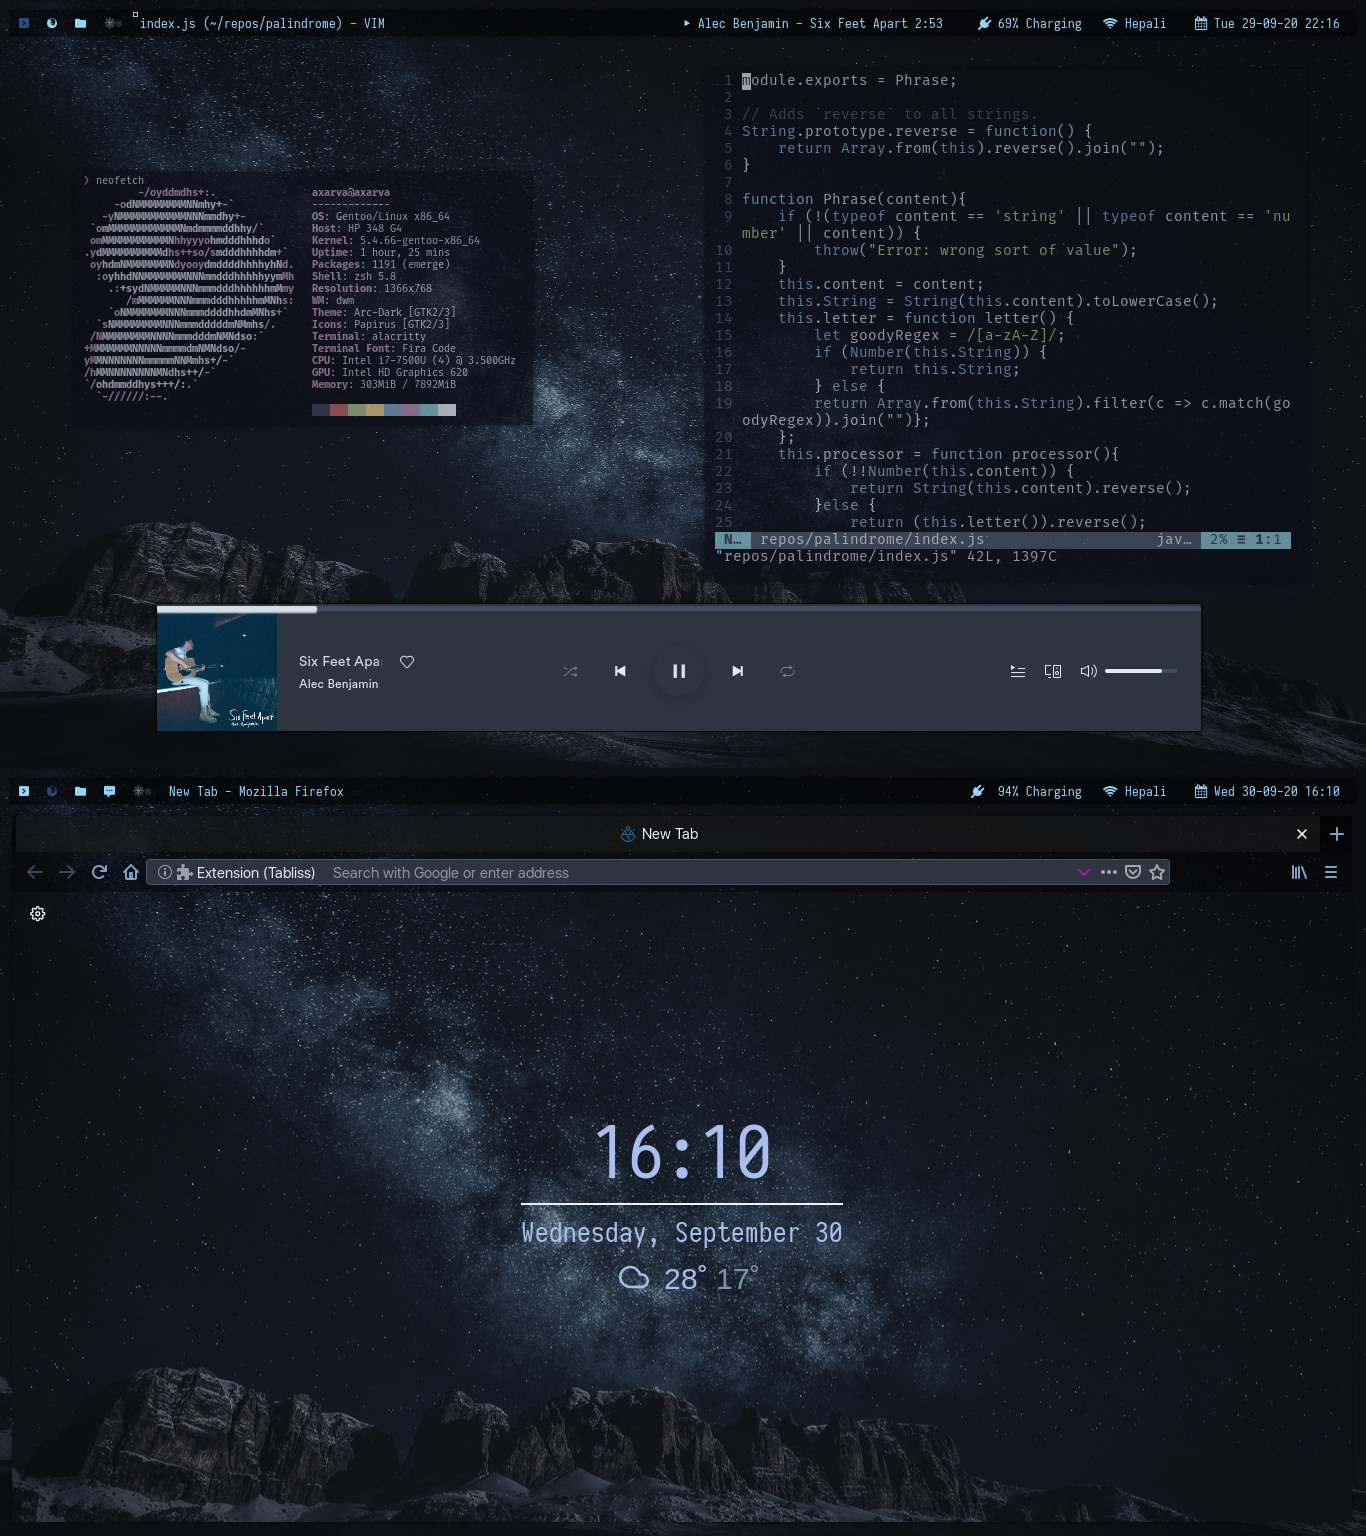 index.js (~/repos/palindrome) - VIM
Alec Benjamin - Six Feet Apart 2:53
69% Charging
Hepali
Tue 29-09-20 22:16
❯ neofetch
-/oyddmdhs+:.
-odNMMMMMMMMNNmhy+-`
-yNMMMMMMMMMMMNNNmmdhy+-
`omMMMMMMMMMMMMNmdmmmmddhhy/`
omMMMMMMMMMMMNhhyyyohmdddhhhdo`
.ydMMMMMMMMMMdhs++so/smdddhhhhdm+`
oyhdmNMMMMMMMNdyooydmddddhhhhyhNd.
:oyhhdNNMMMMMMMNNNmmdddhhhhhyymMh
.:+sydNMMMMMNNNmmmdddhhhhhhmMmy
/mMMMMMMNNNmmmdddhhhhhmMNhs:
`oNMMMMMMMNNNmmmddddhhdmMNhs+`
`sNMMMMMMMMNNNmmmdddddmNMmhs/.
/NMMMMMMMMNNNNmmmdddmNMNdso:`
+MMMMMMMNNNNNmmmmdmNMNdso/-
yMMNNNNNNNmmmmmNNMmhs+/-`
/hMMNNNNNNNNMNdhs++/-`
`/ohdmmddhys+++/:.`
`-//////:--.
axarva@axarva
-------------
OS: Gentoo/Linux x86_64
Host: HP 348 G4
Kernel: 5.4.66-gentoo-x86_64
Uptime: 1 hour, 25 mins
Packages: 1191 (emerge)
Shell: zsh 5.8
Resolution: 1366x768
WM: dwm
Theme: Arc-Dark [GTK2/3]
Icons: Papirus [GTK2/3]
Terminal: alacritty
Terminal Font: Fira Code
CPU: Intel i7-7500U (4) @ 3.500GHz
GPU: Intel HD Graphics 620
Memory: 303MiB / 7892MiB
1 module.exports = Phrase;
2
3 // Adds `reverse` to all strings.
4 String.prototype.reverse = function() {
5     return Array.from(this).reverse().join("");
6 }
7
8 function Phrase(content){
9     if (!(typeof content == 'string' || typeof content == 'nu
mber' || content)) {
10         throw("Error: wrong sort of value");
11     }
12     this.content = content;
13     this.String = String(this.content).toLowerCase();
14     this.letter = function letter() {
15         let goodyRegex = /[a-zA-Z]/;
16         if (Number(this.String)) {
17             return this.String;
18         } else {
19         return Array.from(this.String).filter(c => c.match(go
odyRegex)).join("")};
20     };
21     this.processor = function processor(){
22         if (!!Number(this.content)) {
23             return String(this.content).reverse();
24         }else {
25             return (this.letter()).reverse();
N… repos/palindrome/index.js jav… 2% ≡ 1:1
"repos/palindrome/index.js" 42L, 1397C
Six Feet Apar
Alec Benjamin
Six Feet Apart
Alec Benjamin
New Tab - Mozilla Firefox
94% Charging
Hepali
Wed 30-09-20 16:10
New Tab
Extension (Tabliss) Search with Google or enter address
16:10
Wednesday, September 30
28° 17°